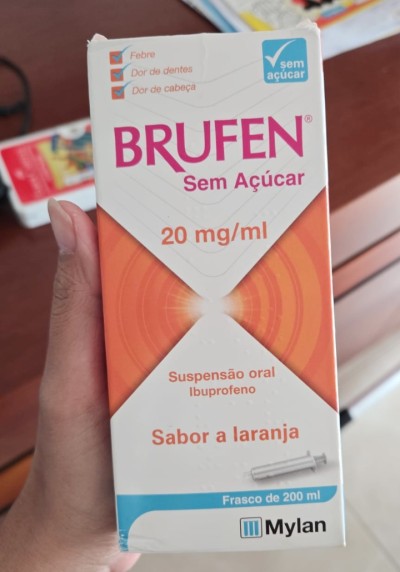 Febre
Dor de dentes
Dor de cabeça
sem
açúcar
BRUFEN®
Sem Açúcar
20 mg/ml
Suspensão oral
Ibuprofeno
Sabor a laranja
Frasco de 200 ml
Mylan